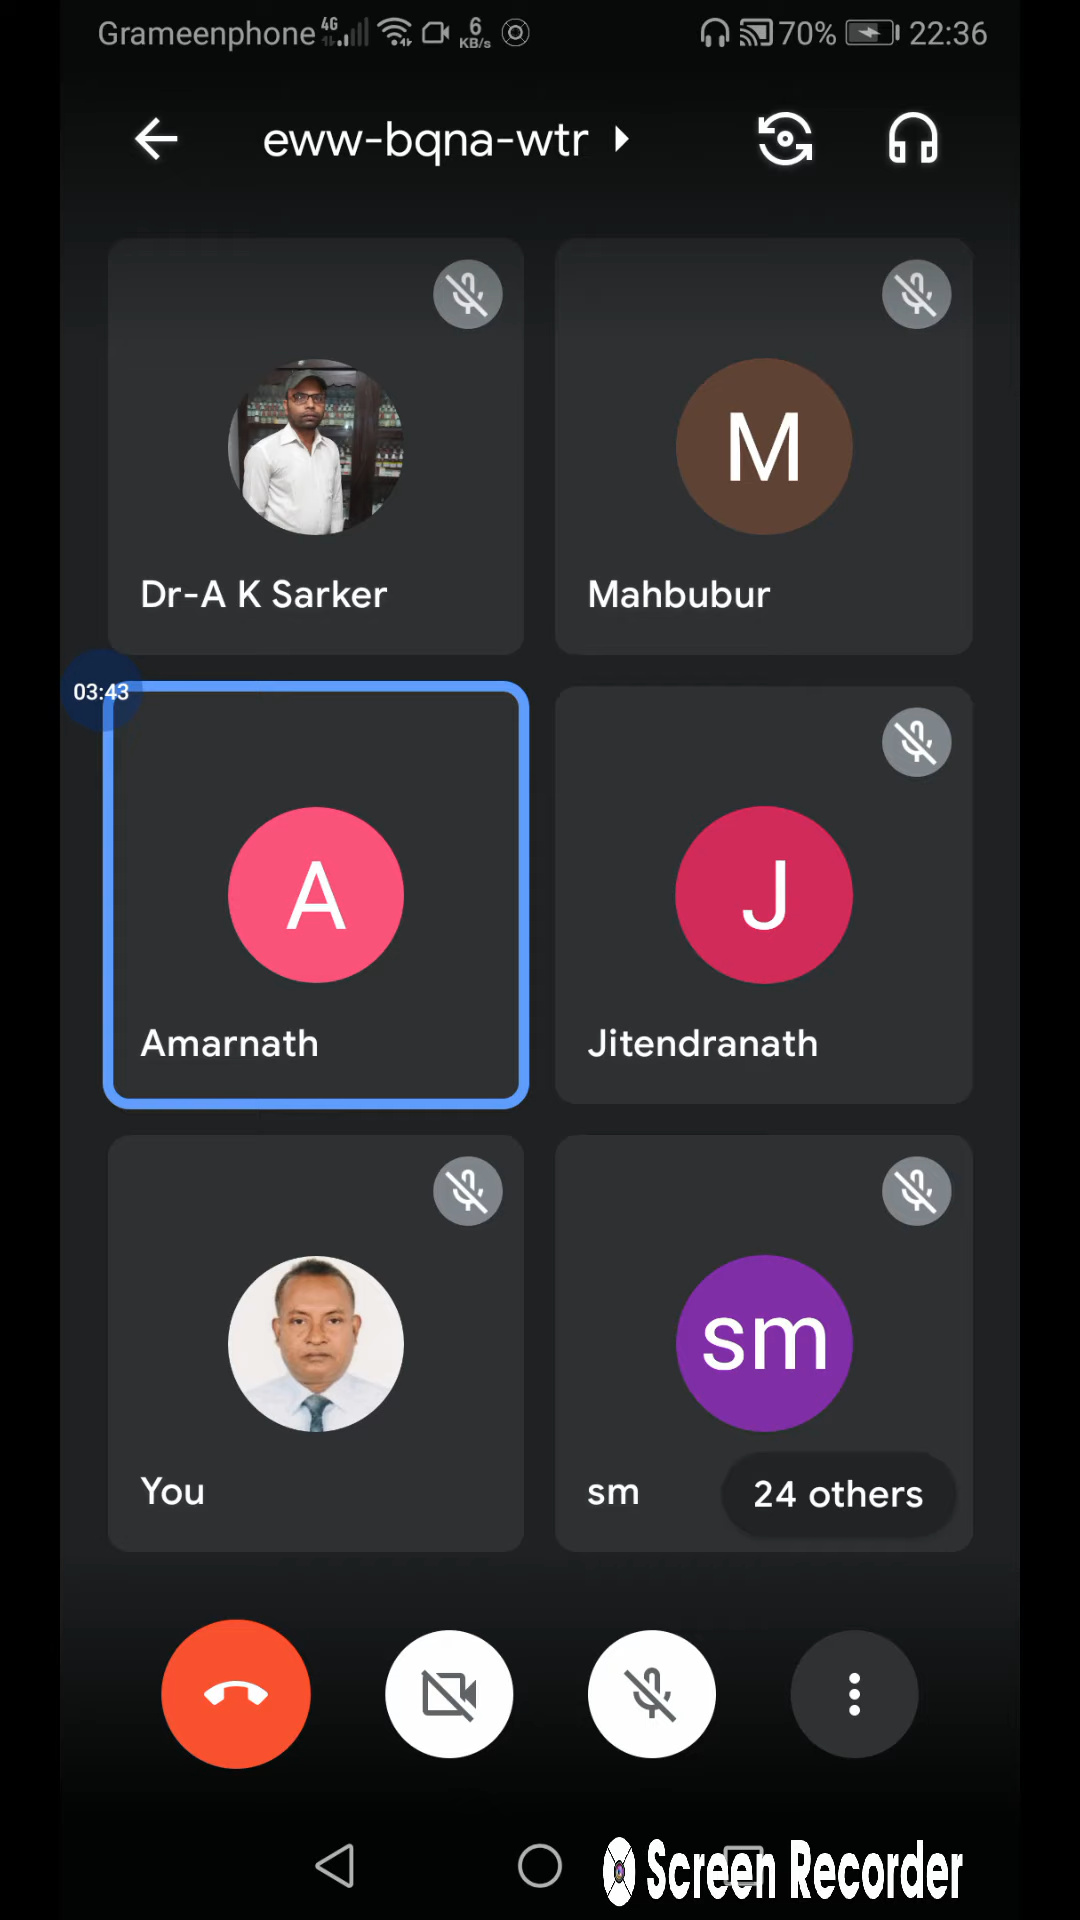 Grameenphone 4G 6 KB/s 70% 22:36
eww-bqna-wtr
Dr-A K Sarker
M
Mahbubur
03:43
A
Amarnath
J
Jitendranath
You
sm
sm
24 others
Screen Recorder